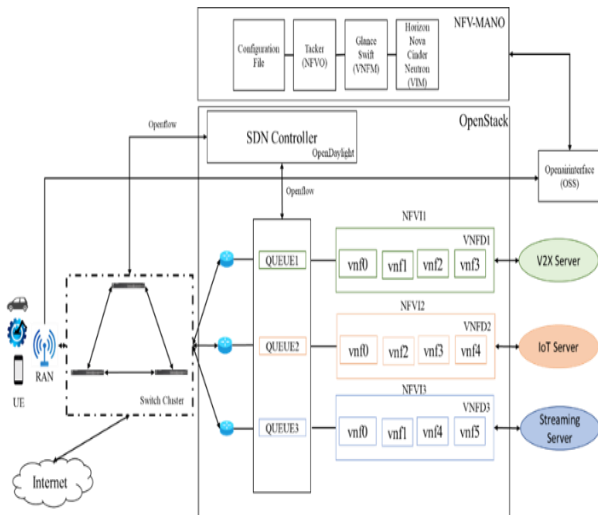 NFV-MANO
Configuration
File
Tacker
(NFVO)
Glance
Swift
(VNFM)
Horizon
Nova
Cinder
Neutron
(VIM)
Openflow
SDN Controller
OpenDaylight
OpenStack
Openairinterface
(OSS)
Openflow
NFVI1
QUEUE1
VNFD1
vnf0
vnf1
vnf2
vnf3
V2X Server
NFVI2
QUEUE2
VNFD2
vnf0
vnf2
vnf3
vnf4
IoT Server
NFVI3
QUEUE3
VNFD3
vnf0
vnf1
vnf4
vnf5
Streaming
Server
RAN
UE
Switch Cluster
Internet